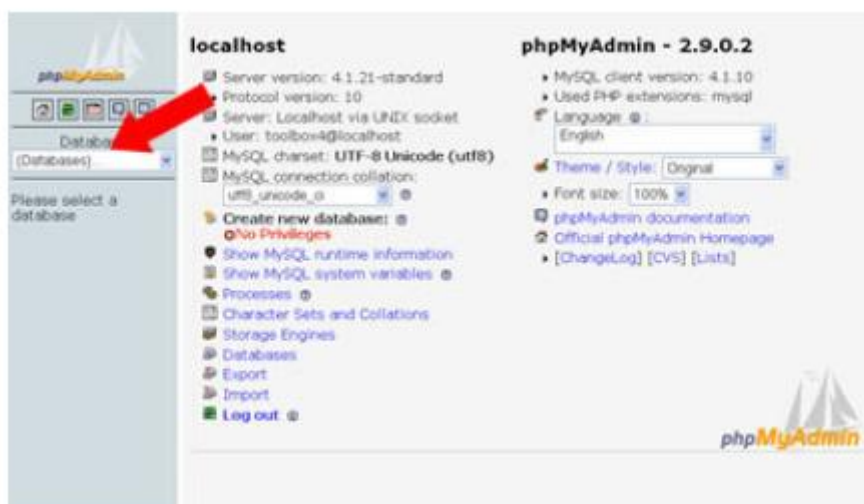 phpMyAdmin
Database
(Databases)
Please select a
database
localhost
Server version: 4.1.21-standard
Protocol version: 10
Server: Localhost via UNIX socket
User: toolbox4@localhost
MySQL charset: UTF-8 Unicode (utf8)
MySQL connection collation:
utf8_unicode_ci
Create new database:
No Privileges
Show MySQL runtime information
Show MySQL system variables
Processes
Character Sets and Collations
Storage Engines
Databases
Export
Import
Log out
phpMyAdmin - 2.9.0.2
MySQL client version: 4.1.10
Used PHP extensions: mysql
Language :
English
Theme / Style: Original
Font size: 100%
phpMyAdmin documentation
Official phpMyAdmin Homepage
[ChangeLog] [CVS] [Lists]
phpMyAdmin